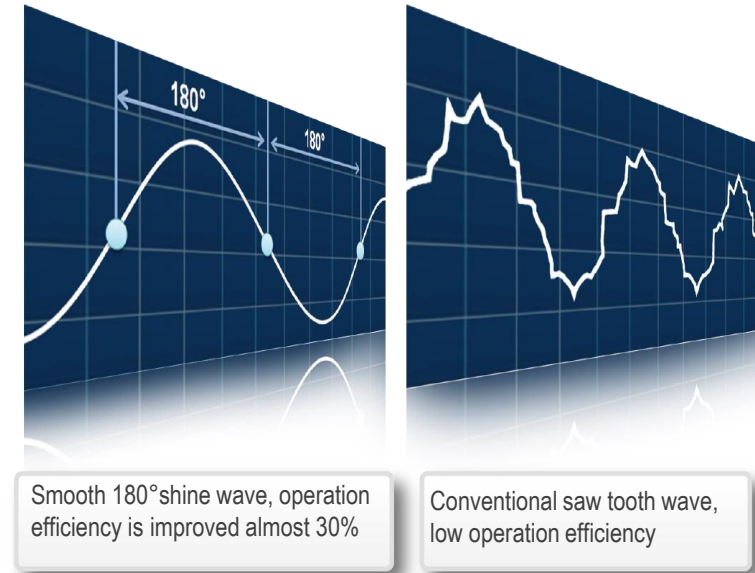 180°
180°
Smooth 180°shine wave, operation
efficiency is improved almost 30%
Conventional saw tooth wave,
low operation efficiency